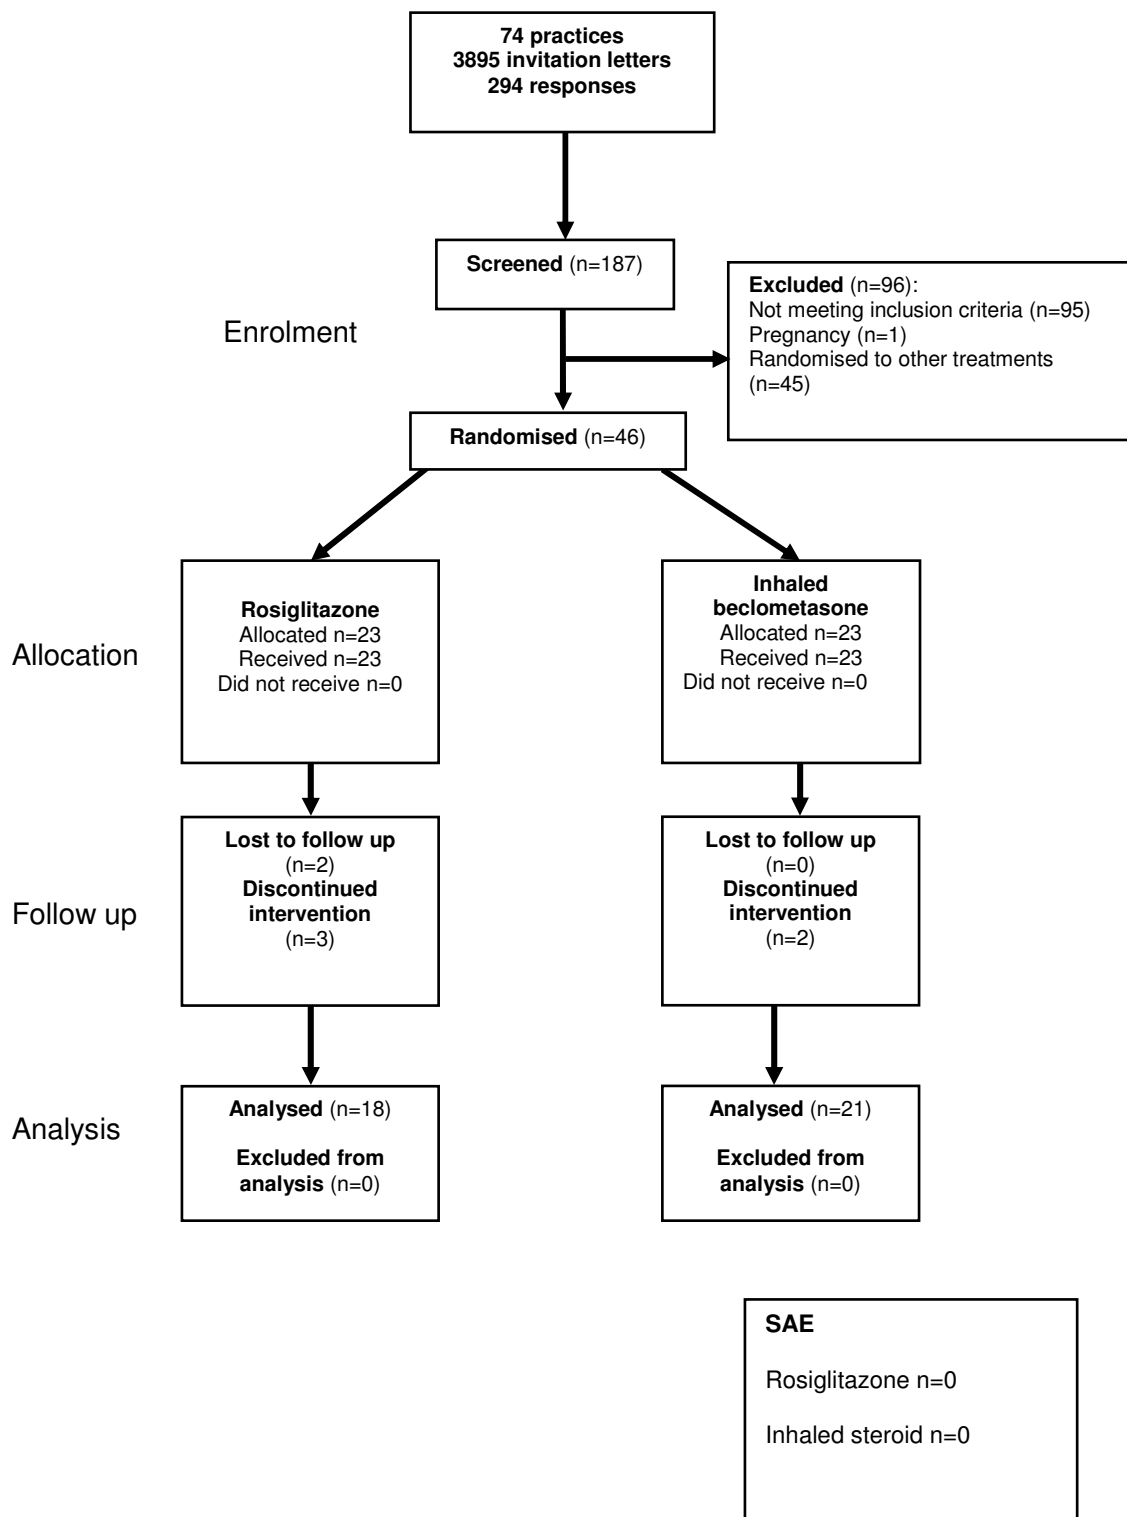 74 practices
3895 invitation letters
294 responses
Screened (n=187)
Excluded (n=96):
Not meeting inclusion criteria (n=95)
Pregnancy (n=1)
Randomised to other treatments
(n=45)
Enrolment
Randomised (n=46)
Allocation
Rosiglitazone
Allocated n=23
Received n=23
Did not receive n=0
Inhaled
beclometasone
Allocated n=23
Received n=23
Did not receive n=0
Follow up
Lost to follow up
(n=2)
Discontinued
intervention
(n=3)
Lost to follow up
(n=0)
Discontinued
intervention
(n=2)
Analysis
Analysed (n=18)
Excluded from
analysis (n=0)
Analysed (n=21)
Excluded from
analysis (n=0)
SAE
Rosiglitazone n=0
Inhaled steroid n=0